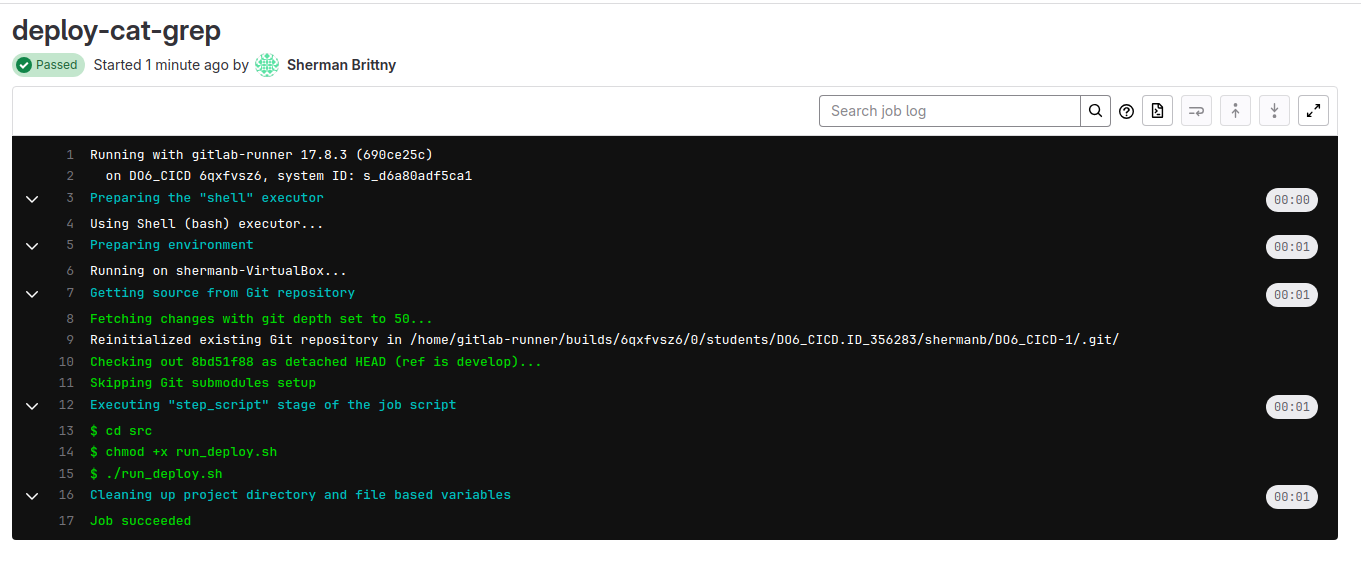 deploy-cat-grep
Passed Started 1 minute ago by Sherman Brittny
Search job log
1 Running with gitlab-runner 17.8.3 (690ce25c)
2 on DO6_CICD 6qxfvsz6, system ID: s_d6a80adf5ca1
3 Preparing the "shell" executor 00:00
4 Using Shell (bash) executor...
5 Preparing environment 00:01
6 Running on shermanb-VirtualBox...
7 Getting source from Git repository 00:01
8 Fetching changes with git depth set to 50...
9 Reinitialized existing Git repository in /home/gitlab-runner/builds/6qxfvsz6/0/students/DO6_CICD.ID_356283/shermanb/DO6_CICD-1/.git/
10 Checking out 8bd51f88 as detached HEAD (ref is develop)...
11 Skipping Git submodules setup
12 Executing "step_script" stage of the job script 00:01
13 $ cd src
14 $ chmod +x run_deploy.sh
15 $ ./run_deploy.sh
16 Cleaning up project directory and file based variables 00:01
17 Job succeeded